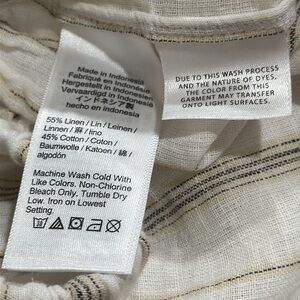 Made in Indonesia
Fabriqué en Indonésie
Hergestellt in Indonesien
Vervaardigd in Indonesië
インドネシア製
hecho en Indonesia
55% Linen / Lin / Leinen /
Linnen / 麻 / lino
45% Cotton / Coton /
Baumwolle / Katoen / 綿 /
algodón
Machine Wash Cold With
Like Colors. Non-Chlorine
Bleach Only. Tumble Dry
Low. Iron on Lowest
Setting.
DUE TO THIS WASH PROCESS
AND THE NATURE OF DYES,
THE COLOR FROM THIS
GARMENT MAY TRANSFER
ONTO LIGHT SURFACES.